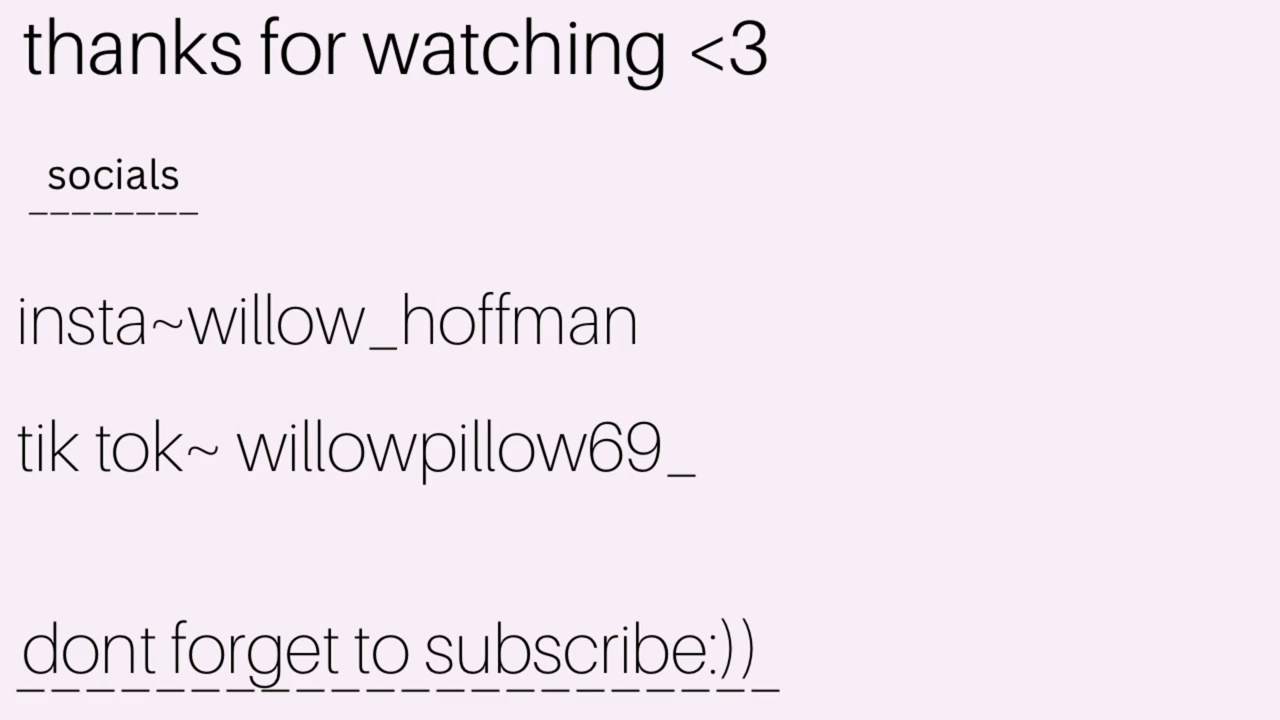 thanks for watching <3
socials
--------
insta~willow_hoffman
tik tok~ willowpillow69_
dont forget to subscribe:))
----------------------